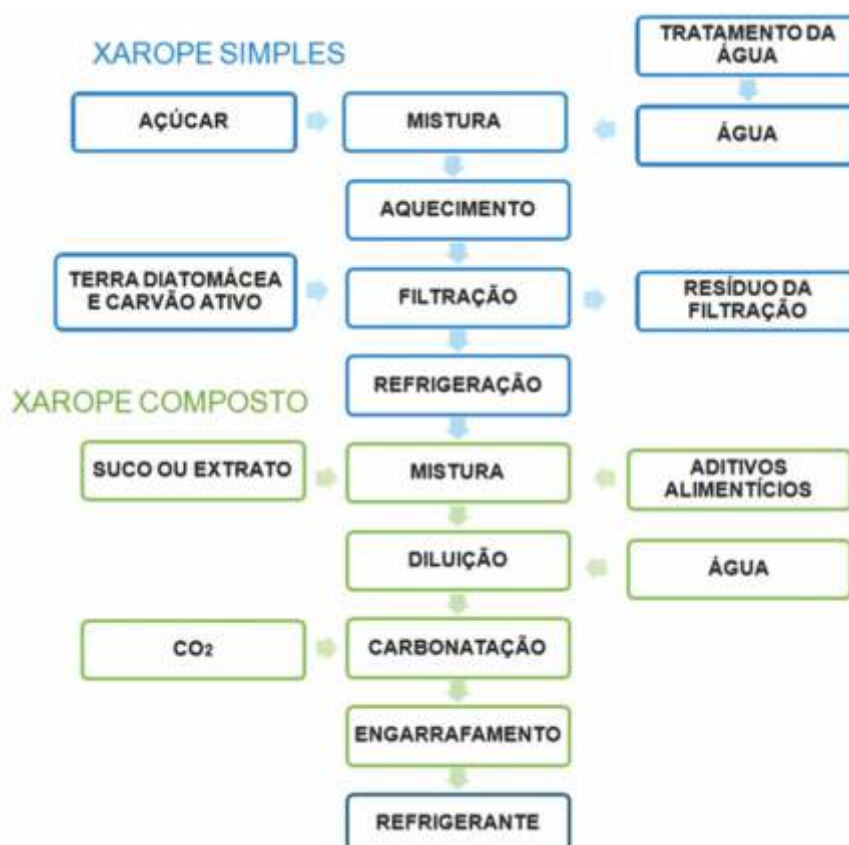 XAROPE SIMPLES
TRATAMENTO DA
ÁGUA
AÇÚCAR
MISTURA
ÁGUA
AQUECIMENTO
TERRA DIATOMÁCEA
E CARVÃO ATIVO
FILTRAÇÃO
RESÍDUO DA
FILTRAÇÃO
REFRIGERAÇÃO
XAROPE COMPOSTO
SUCO OU EXTRATO
MISTURA
ADITIVOS
ALIMENTÍCIOS
DILUIÇÃO
ÁGUA
CO₂
CARBONATAÇÃO
ENGARRAFAMENTO
REFRIGERANTE